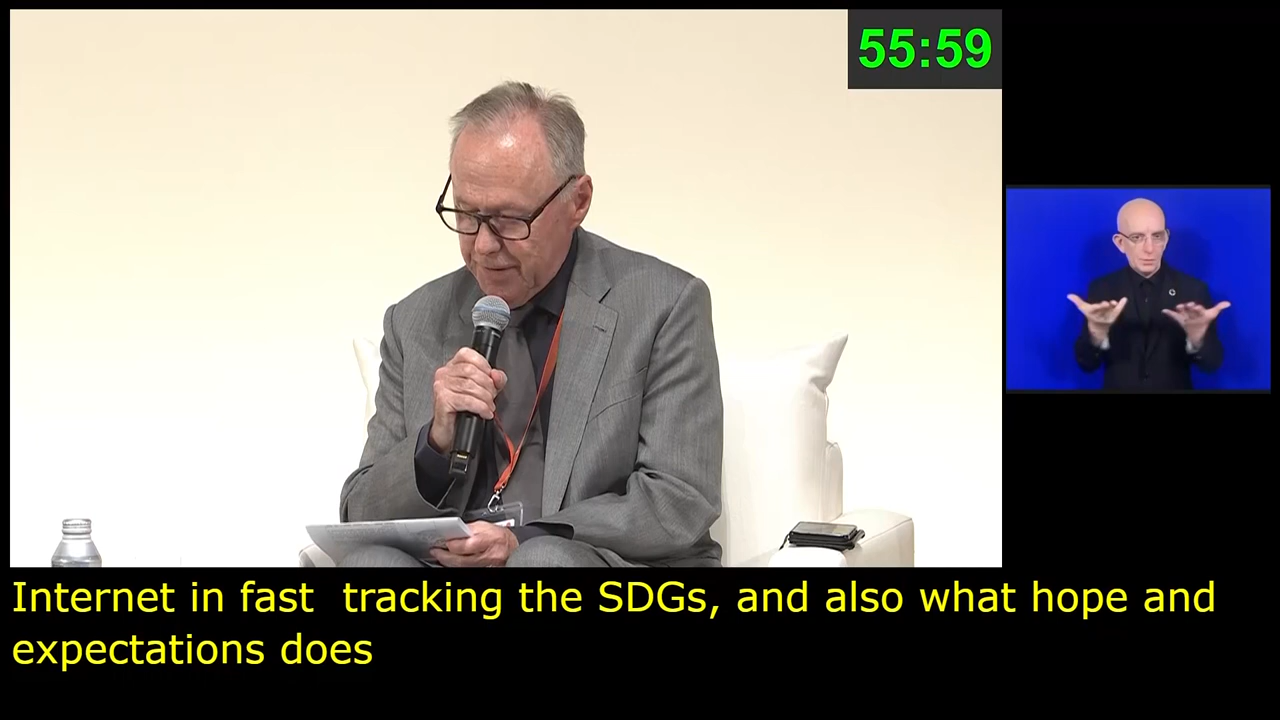 55:59
Internet in fast  tracking the SDGs, and also what hope and
expectations does